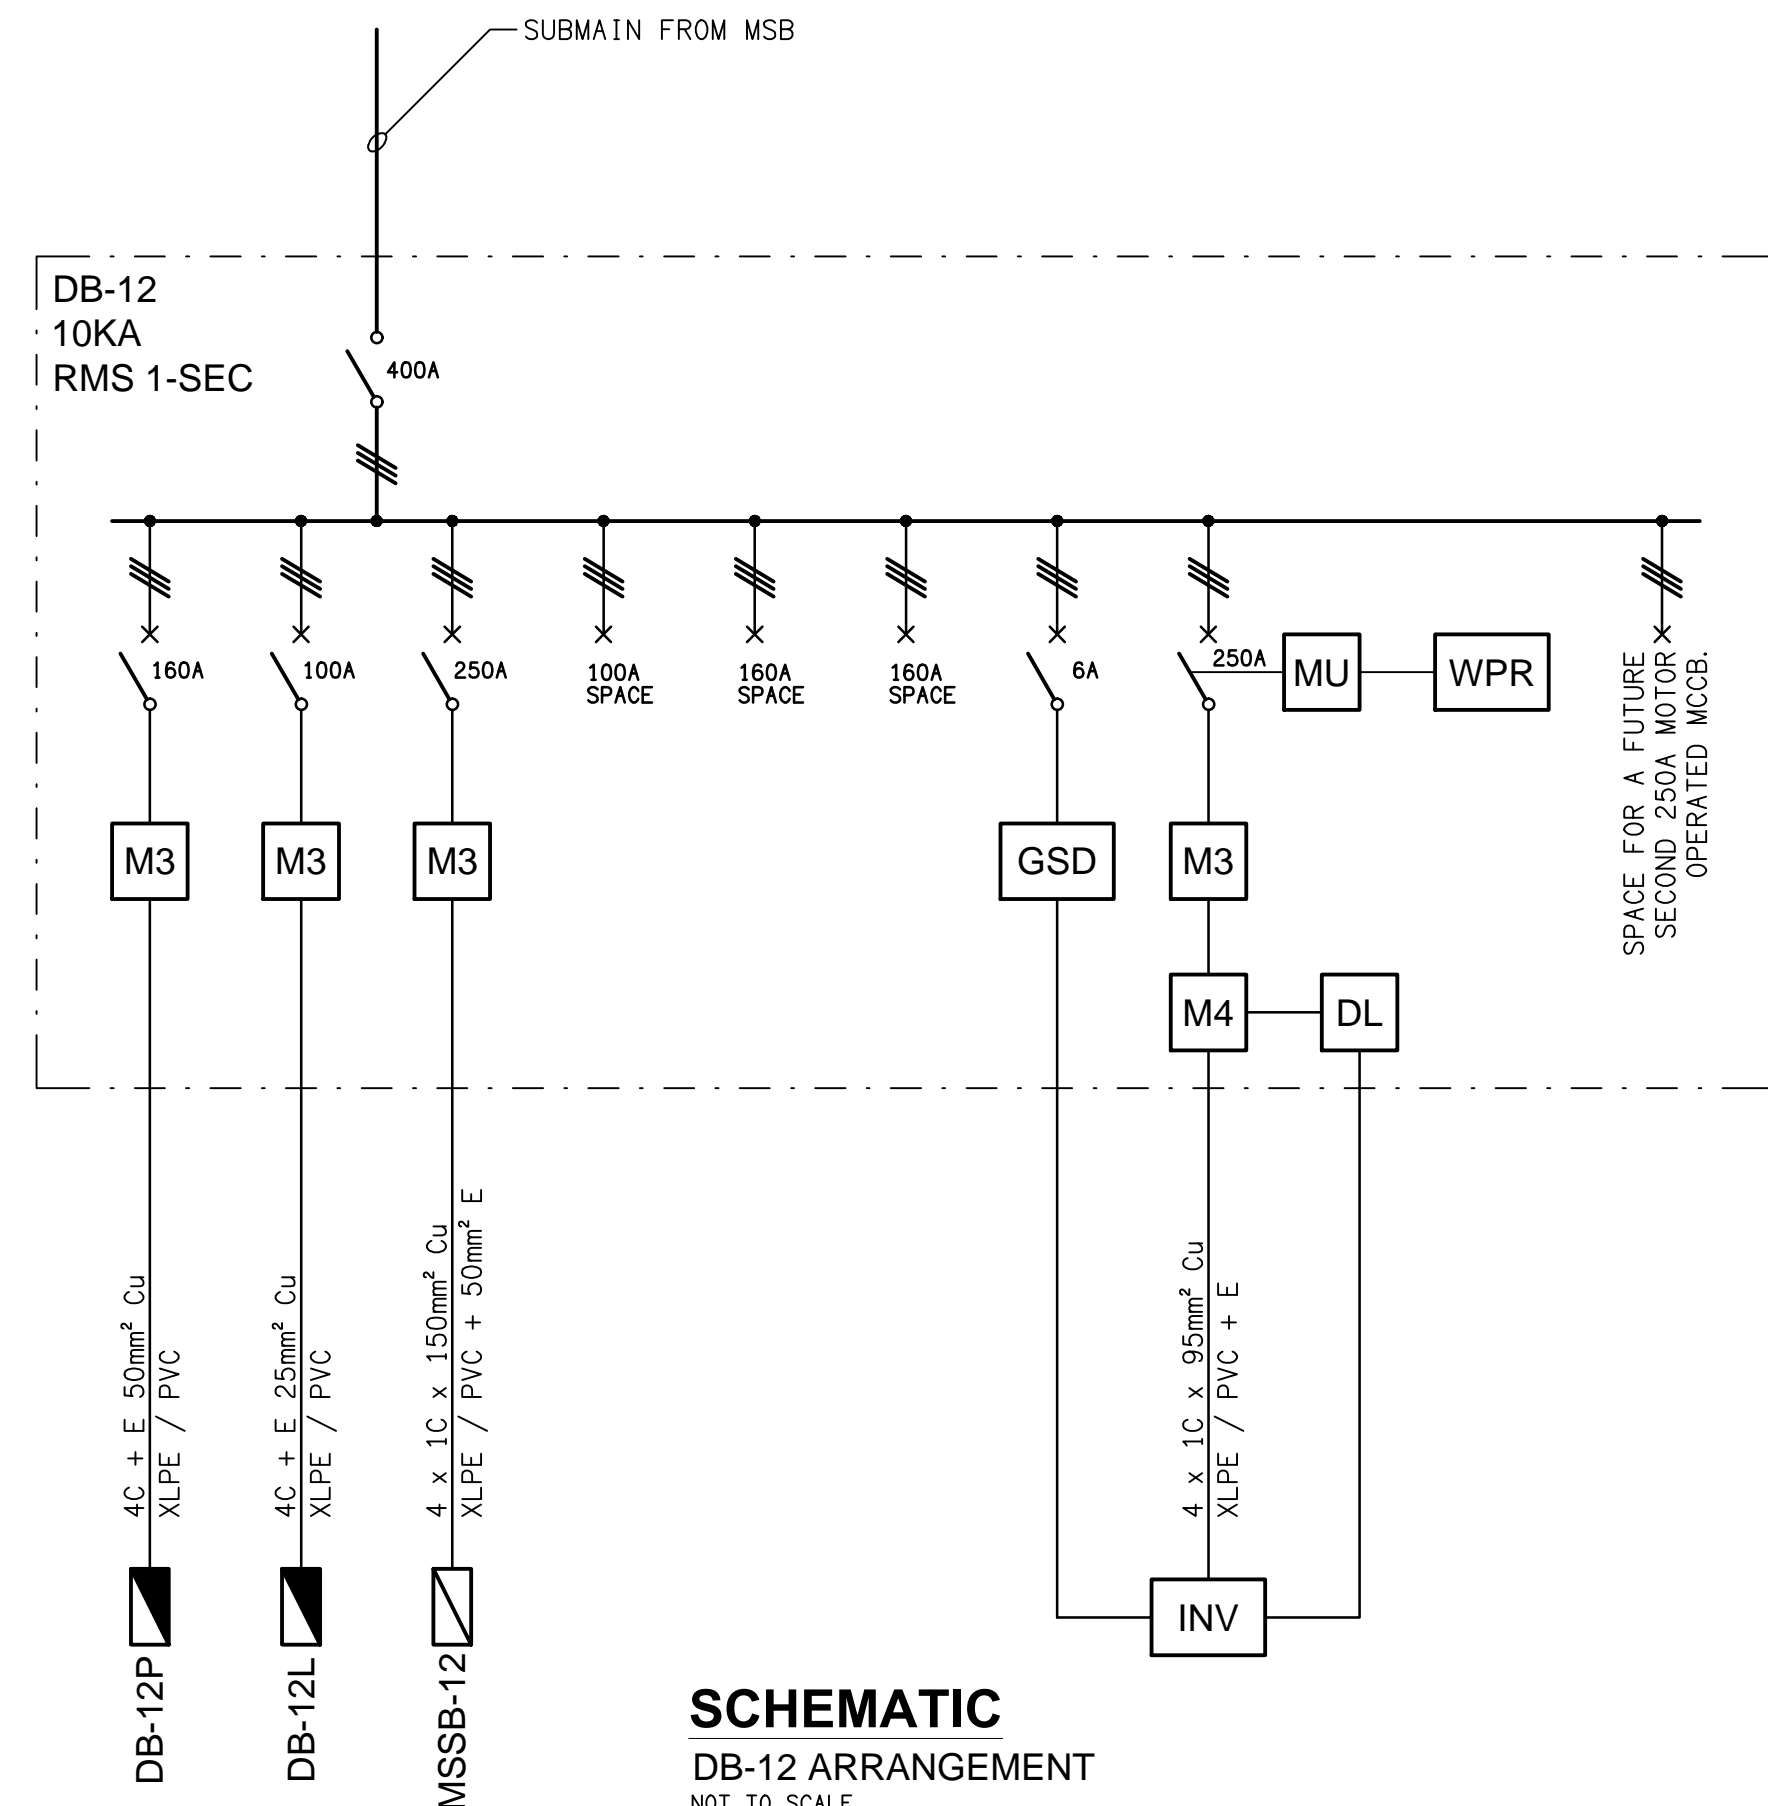 SUBMAIN FROM MSB
DB-12
10KA
RMS 1-SEC
400A
160A
100A
250A
100A
SPACE
160A
SPACE
160A
SPACE
6A
250A
MU
WPR
SPACE FOR A FUTURE
SECOND 250A MOTOR
OPERATED MCCB.
M3
M3
M3
GSD
M3
M4
DL
4C + E 50mm² Cu
XLPE / PVC
4C + E 25mm² Cu
XLPE / PVC
4 x 1C x 150mm² Cu
XLPE / PVC + 50mm² E
4 x 1C x 95mm² Cu
XLPE / PVC + E
INV
DB-12P
DB-12L
MSSB-12
SCHEMATIC
DB-12 ARRANGEMENT
NOT TO SCALE